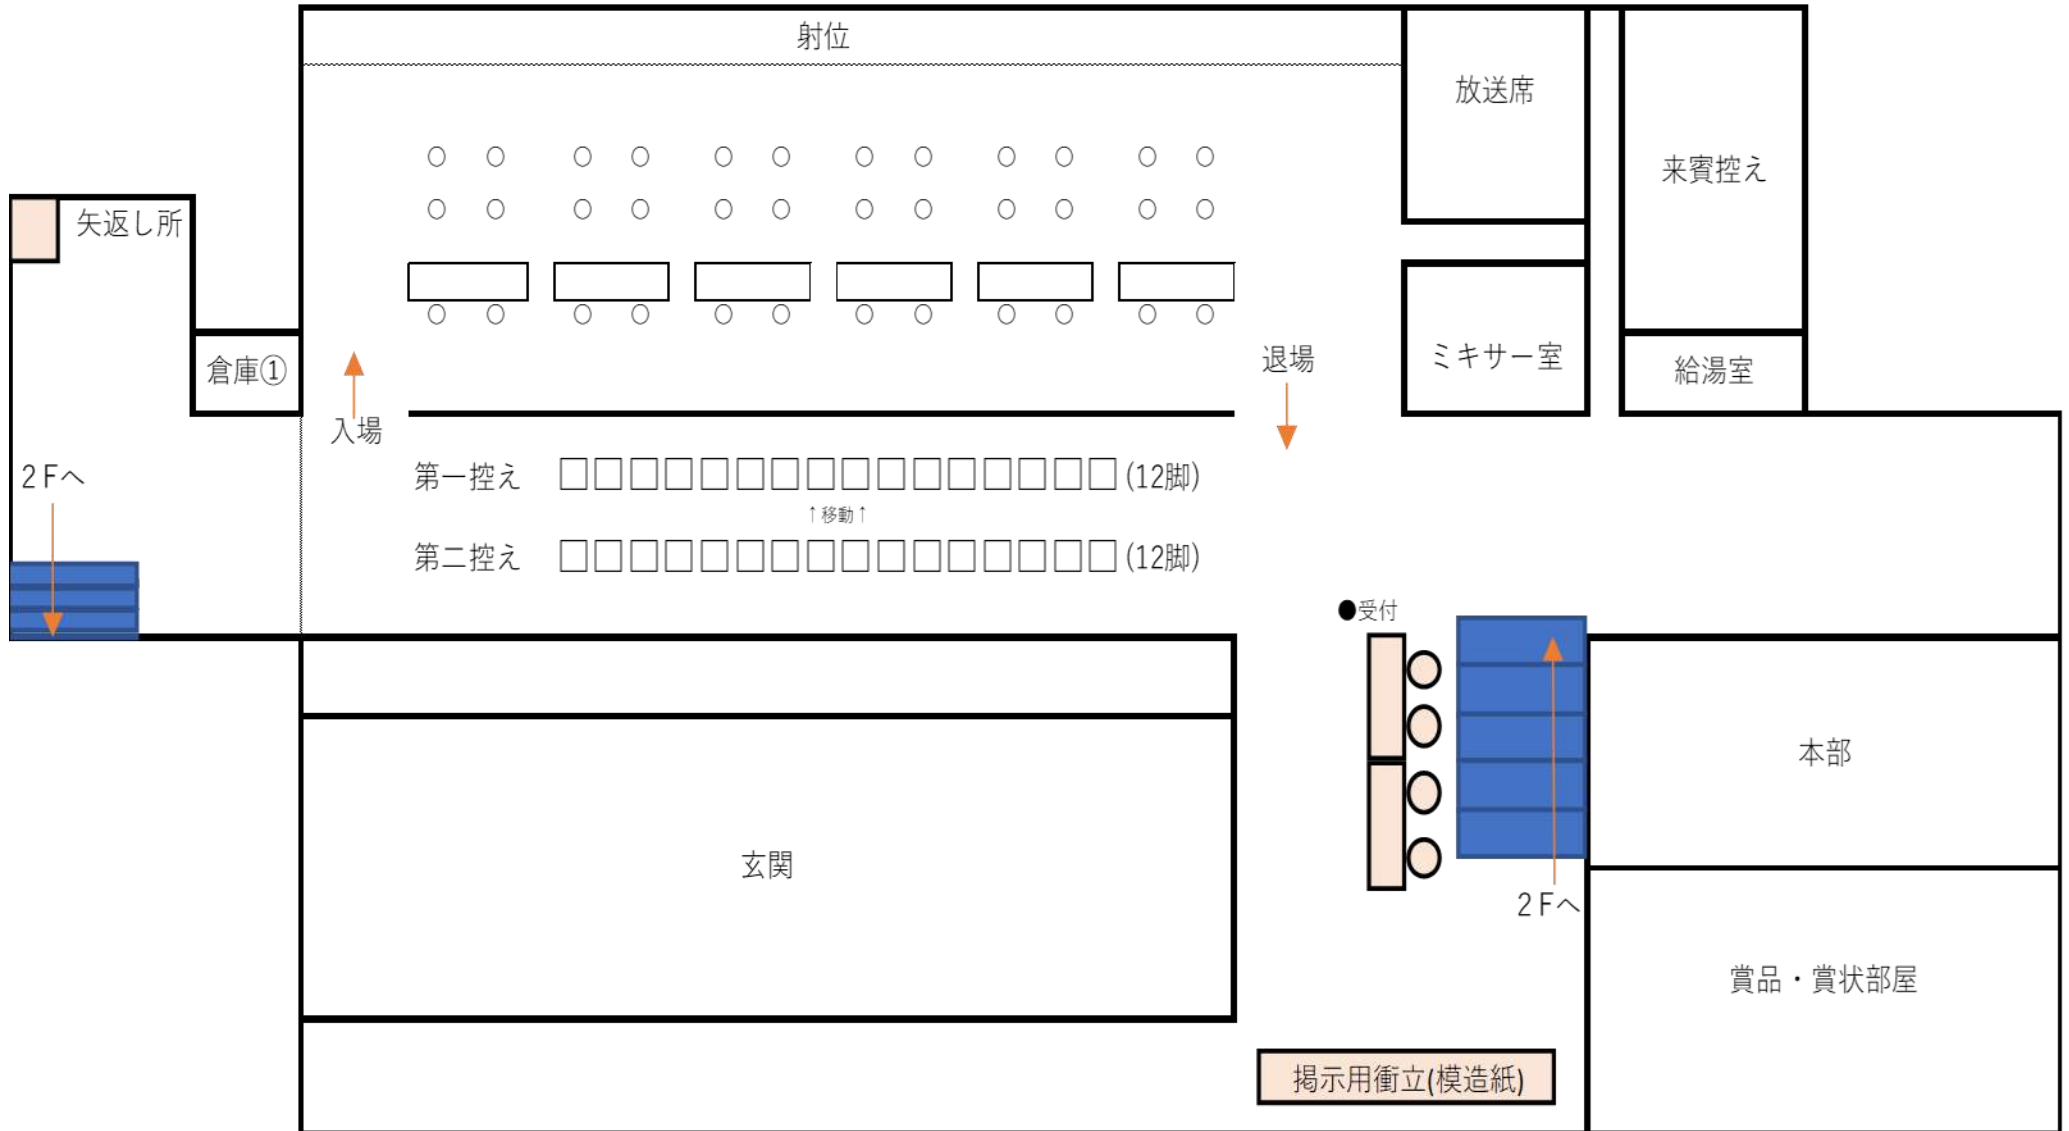 射位
放送席
来賓控え
矢返し所
倉庫①
入場
退場
ミキサー室
給湯室
2Fへ
第一控え □□□□□□□□□□□□□□□□ (12脚)
↑移動↑
第二控え □□□□□□□□□□□□□□□□ (12脚)
●受付
本部
玄関
2Fへ
賞品・賞状部屋
掲示用衝立(模造紙)